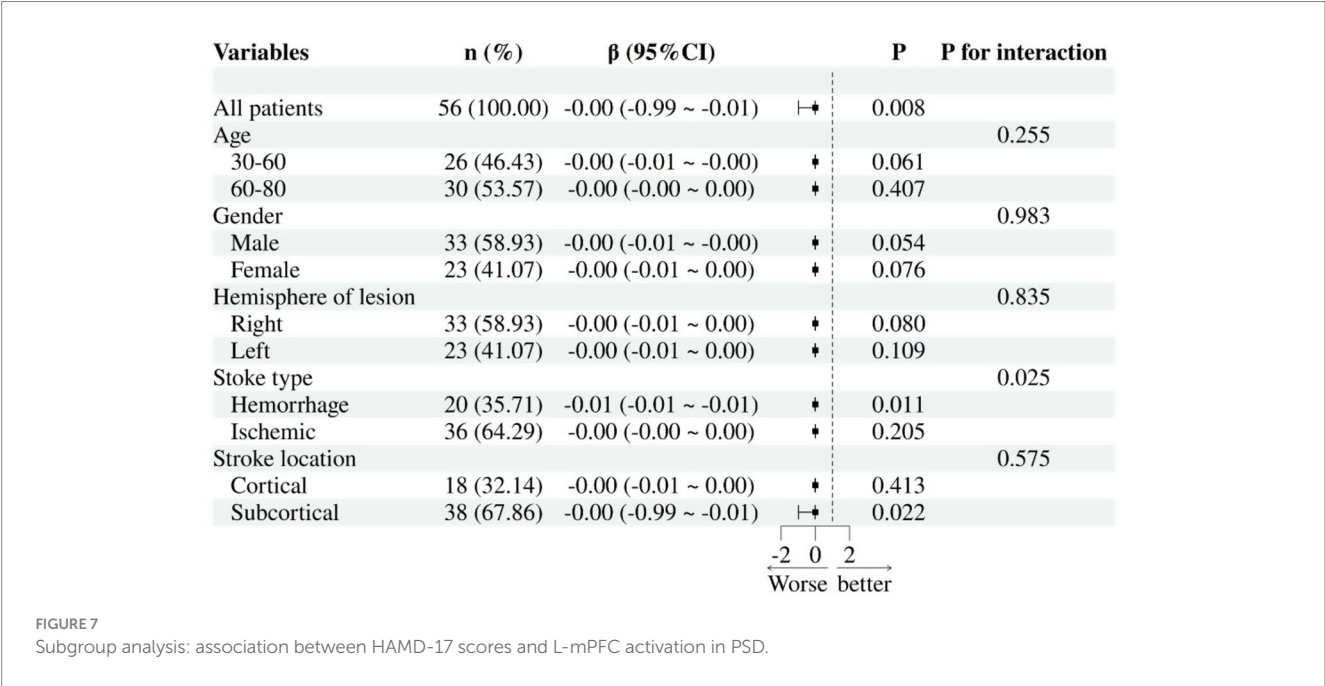 Variables n (%) β (95%CI) P P for interaction
All patients 56 (100.00) -0.00 (-0.99 ~ -0.01) 0.008
Age 0.255
30-60 26 (46.43) -0.00 (-0.01 ~ -0.00) 0.061
60-80 30 (53.57) -0.00 (-0.00 ~ 0.00) 0.407
Gender 0.983
Male 33 (58.93) -0.00 (-0.01 ~ -0.00) 0.054
Female 23 (41.07) -0.00 (-0.01 ~ 0.00) 0.076
Hemisphere of lesion 0.835
Right 33 (58.93) -0.00 (-0.01 ~ 0.00) 0.080
Left 23 (41.07) -0.00 (-0.01 ~ 0.00) 0.109
Stoke type 0.025
Hemorrhage 20 (35.71) -0.01 (-0.01 ~ -0.01) 0.011
Ischemic 36 (64.29) -0.00 (-0.00 ~ 0.00) 0.205
Stroke location 0.575
Cortical 18 (32.14) -0.00 (-0.01 ~ 0.00) 0.413
Subcortical 38 (67.86) -0.00 (-0.99 ~ -0.01) 0.022
-2 0 2
Worse better
FIGURE 7
Subgroup analysis: association between HAMD-17 scores and L-mPFC activation in PSD.